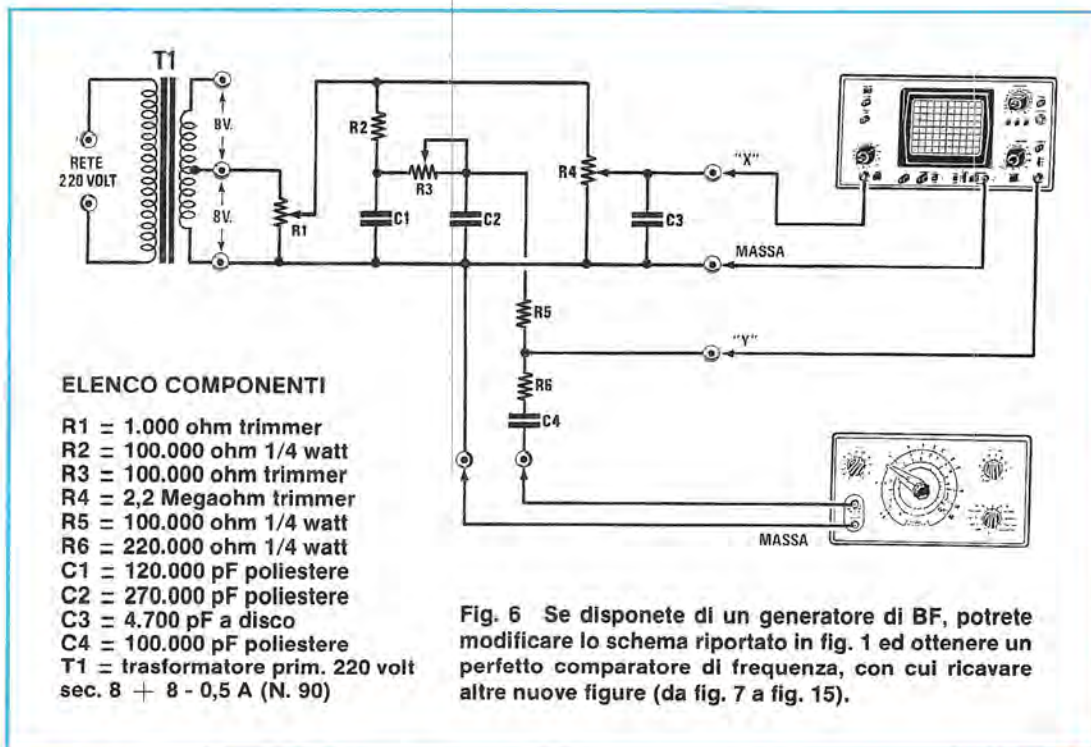 T1
8V.
8V.
RETE
220 VOLT
R1
R2
R3
C1
C2
R4
C3
"X"
MASSA
R5
"Y"
R6
C4
MASSA
ELENCO COMPONENTI
R1 = 1.000 ohm trimmer
R2 = 100.000 ohm 1/4 watt
R3 = 100.000 ohm trimmer
R4 = 2,2 Megaohm trimmer
R5 = 100.000 ohm 1/4 watt
R6 = 220.000 ohm 1/4 watt
C1 = 120.000 pF poliestere
C2 = 270.000 pF poliestere
C3 = 4.700 pF a disco
C4 = 100.000 pF poliestere
T1 = trasformatore prim. 220 volt
sec. 8 + 8 - 0,5 A (N. 90)
Fig. 6 Se disponete di un generatore di BF, potrete
modificare lo schema riportato in fig. 1 ed ottenere un
perfetto comparatore di frequenza, con cui ricavare
altre nuove figure (da fig. 7 a fig. 15).